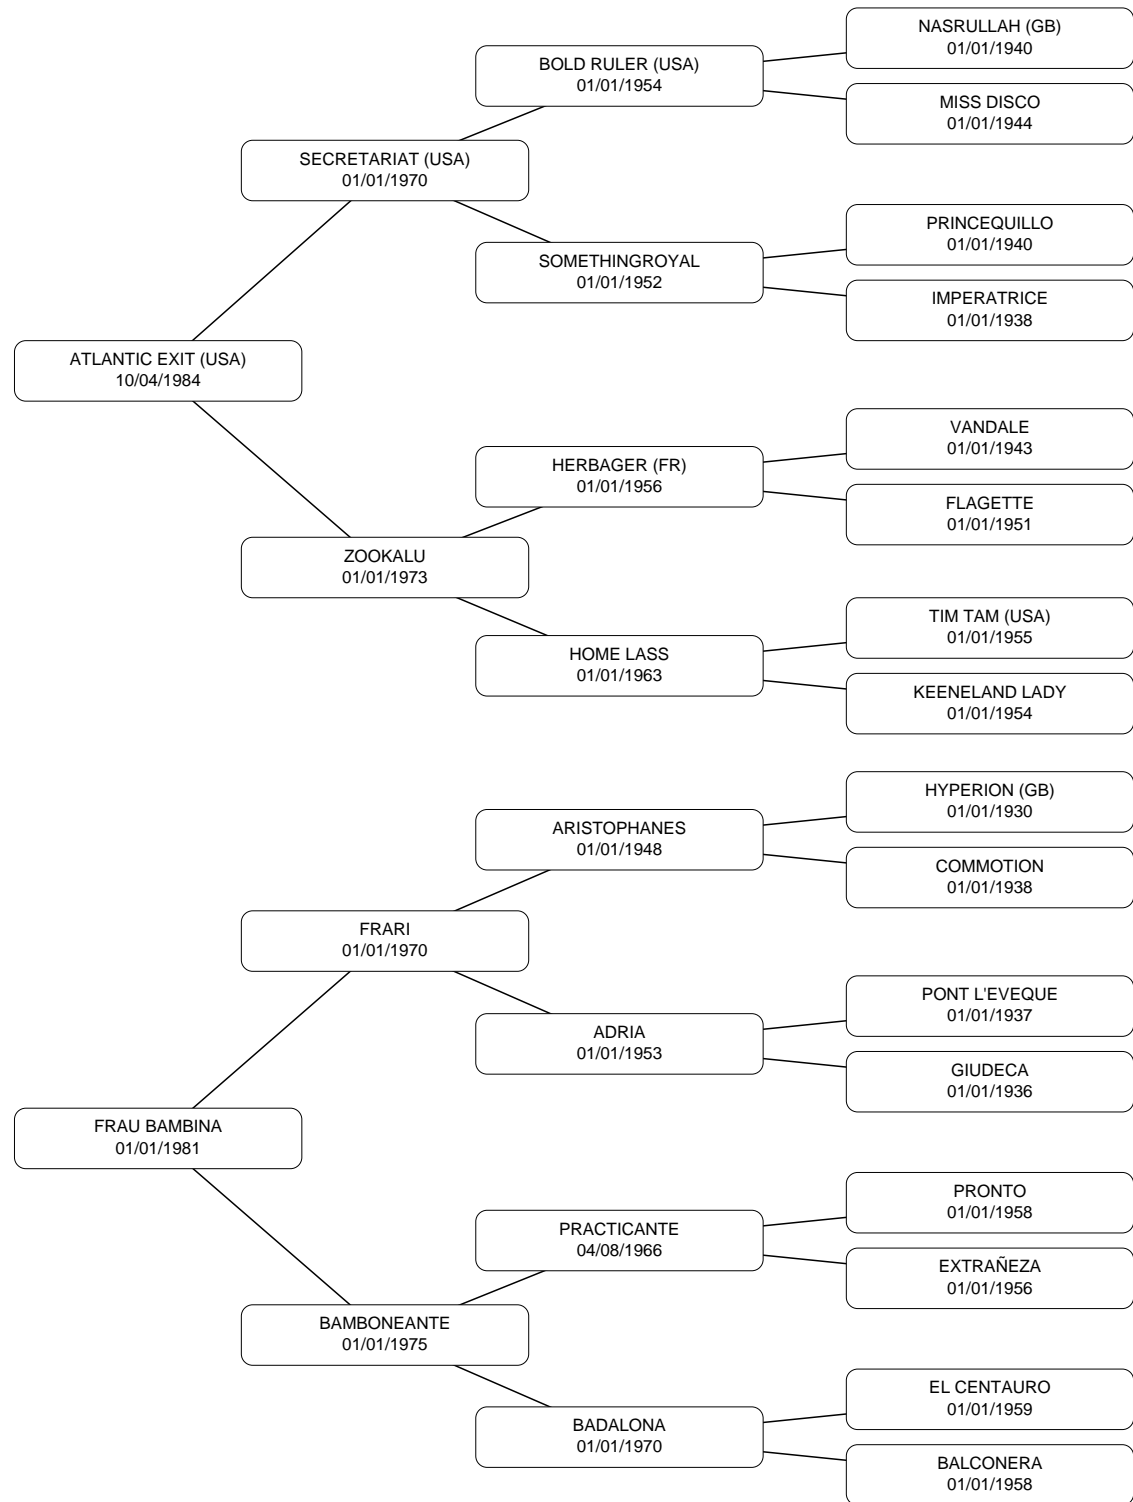 NASRULLAH (GB)
01/01/1940
BOLD RULER (USA)
01/01/1954
MISS DISCO
01/01/1944
SECRETARIAT (USA)
01/01/1970
PRINCEQUILLO
01/01/1940
SOMETHINGROYAL
01/01/1952
IMPERATRICE
01/01/1938
ATLANTIC EXIT (USA)
10/04/1984
VANDALE
01/01/1943
HERBAGER (FR)
01/01/1956
FLAGETTE
01/01/1951
ZOOKALU
01/01/1973
TIM TAM (USA)
01/01/1955
HOME LASS
01/01/1963
KEENELAND LADY
01/01/1954
HYPERION (GB)
01/01/1930
ARISTOPHANES
01/01/1948
COMMOTION
01/01/1938
FRARI
01/01/1970
PONT L'EVEQUE
01/01/1937
ADRIA
01/01/1953
GIUDECA
01/01/1936
FRAU BAMBINA
01/01/1981
PRONTO
01/01/1958
PRACTICANTE
04/08/1966
EXTRAÑEZA
01/01/1956
BAMBONEANTE
01/01/1975
EL CENTAURO
01/01/1959
BADALONA
01/01/1970
BALCONERA
01/01/1958